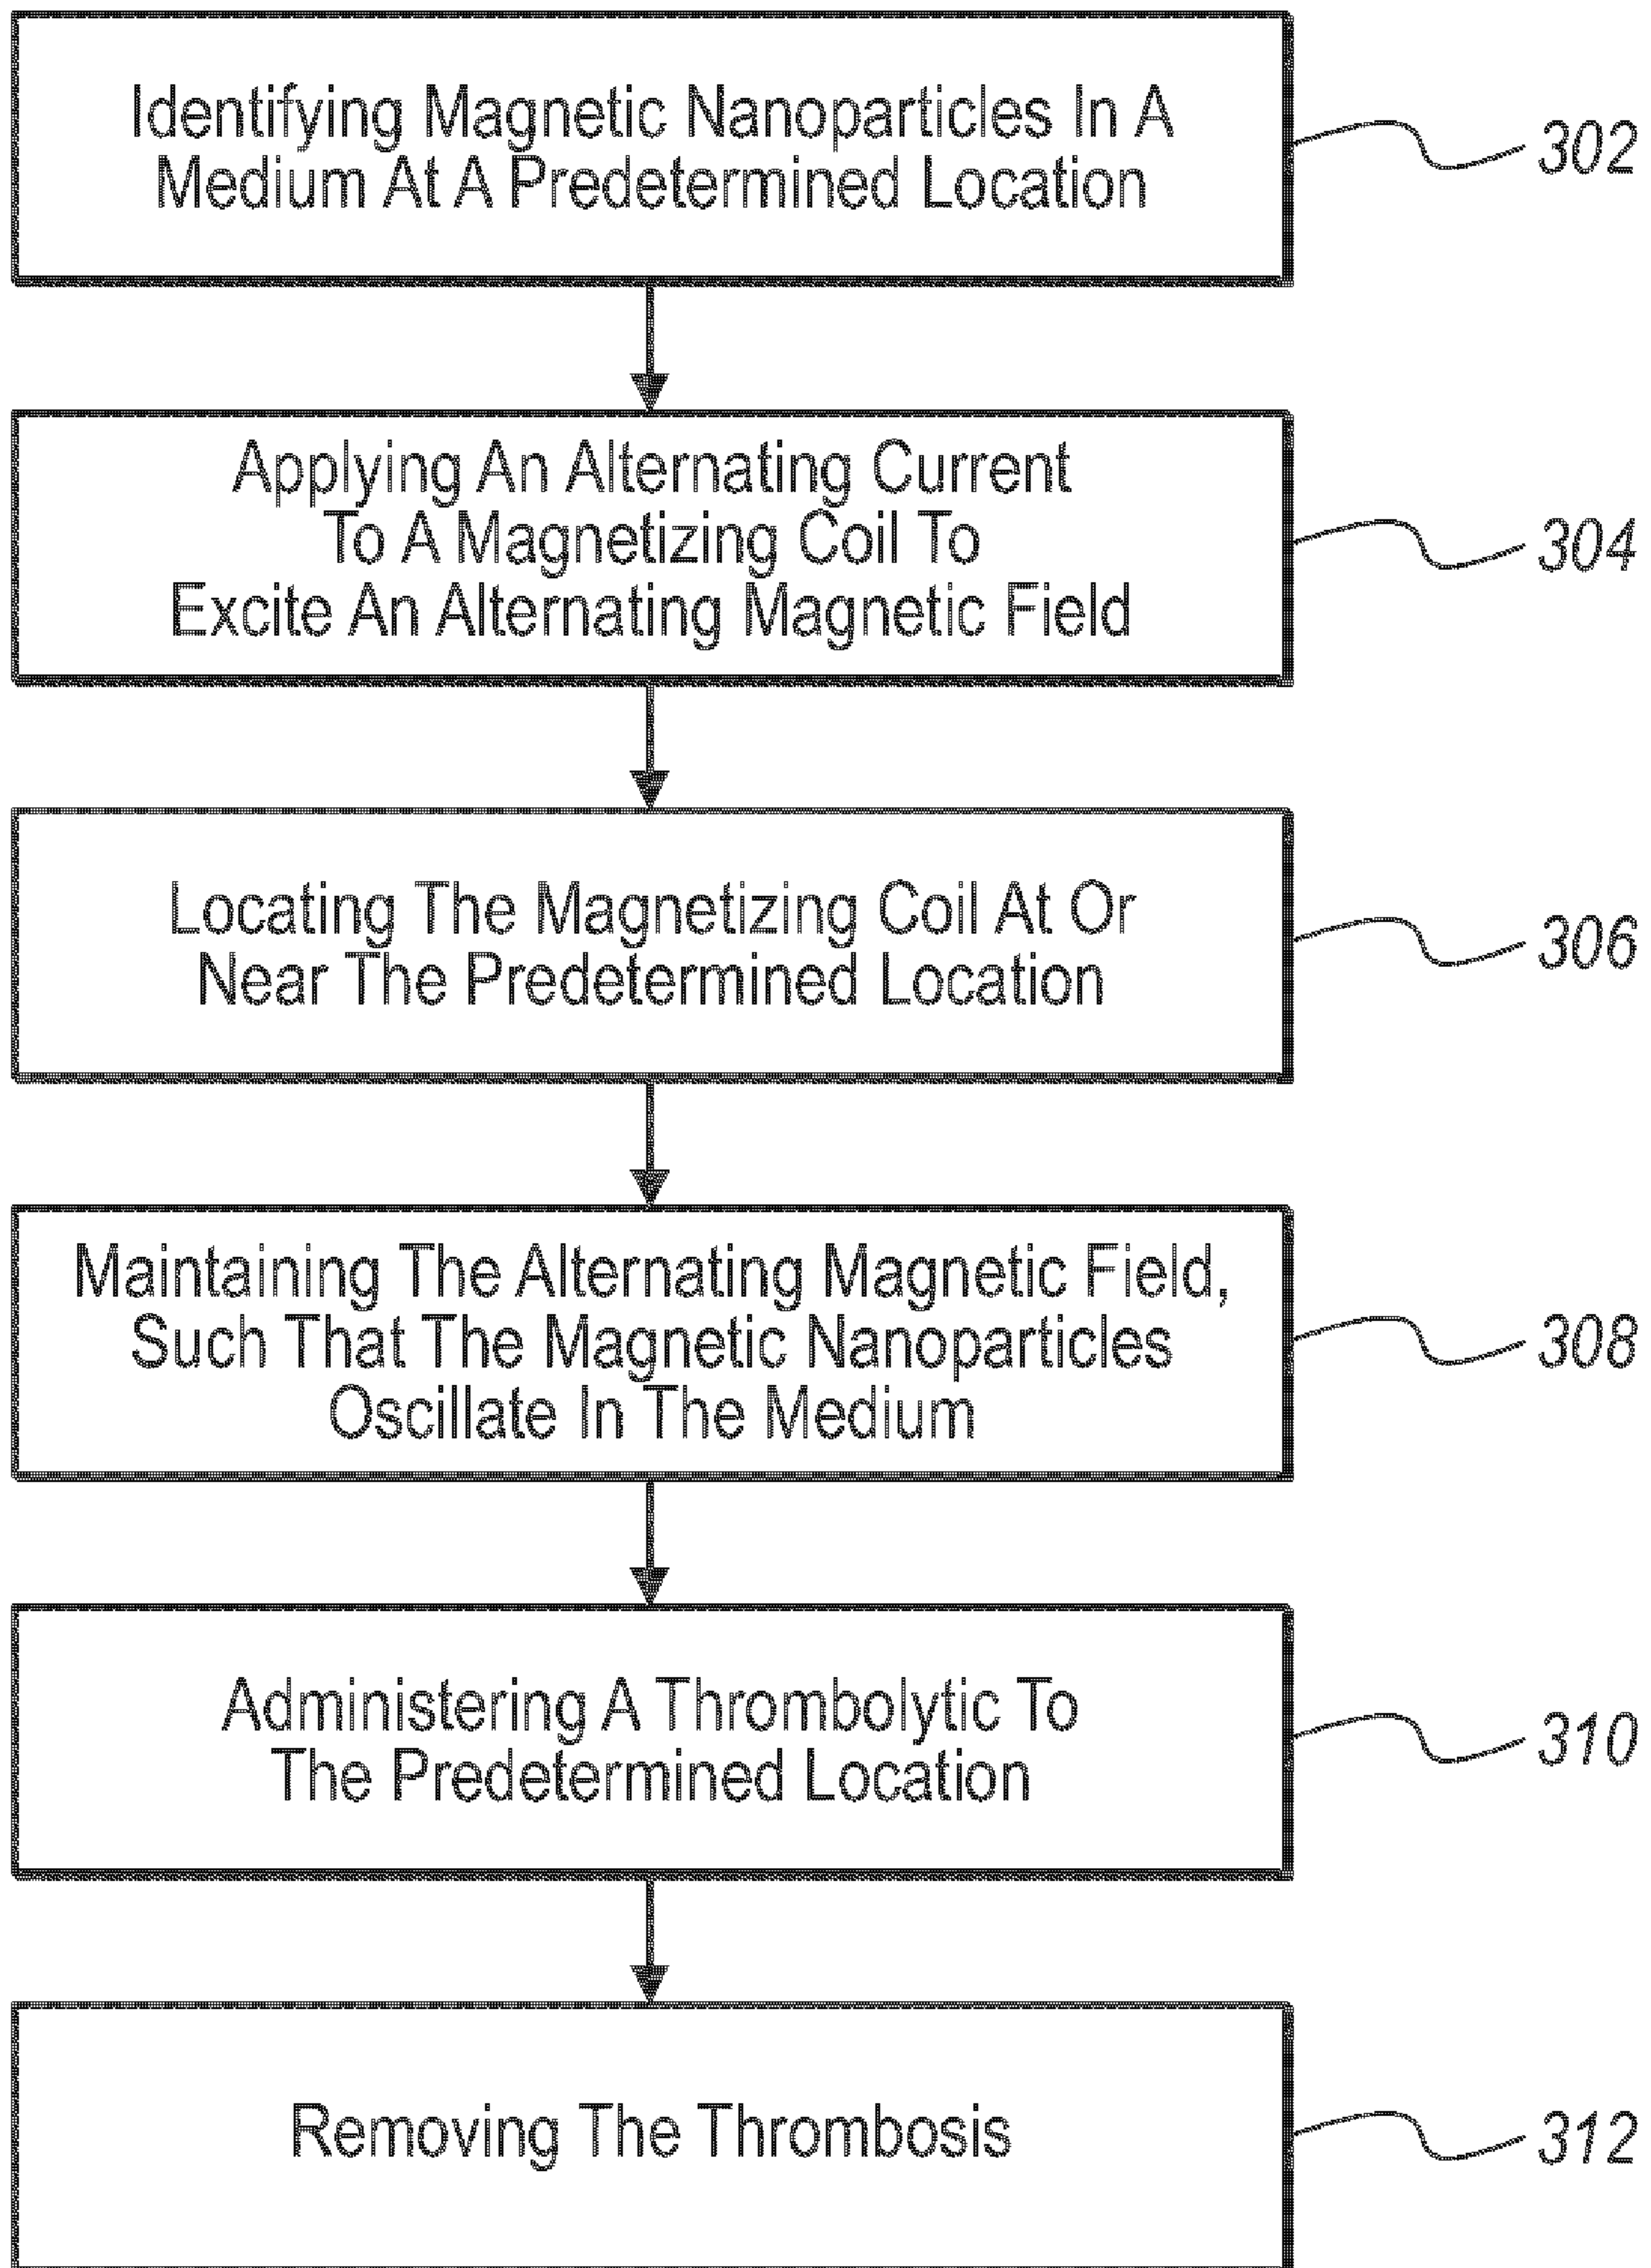 Identifying Magnetic Nanoparticles In A
Medium At A Predetermined Location
302
Applying An Alternating Current
To A Magnetizing Coil To
Excite An Alternating Magnetic Field
304
Locating The Magnetizing Coil At Or
Near The Predetermined Location
306
Maintaining The Alternating Magnetic Field,
Such That The Magnetic Nanoparticles
Oscillate In The Medium
308
Administering A Thrombolytic To
The Predetermined Location
310
Removing The Thrombosis
312